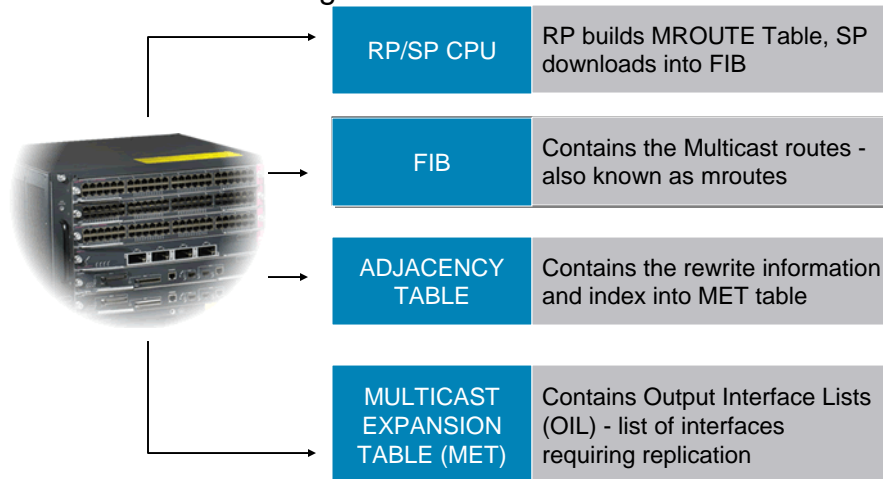 RP/SP CPU
RP builds MROUTE Table, SP
downloads into FIB
FIB
Contains the Multicast routes -
also known as mroutes
ADJACENCY
TABLE
Contains the rewrite information
and index into MET table
MULTICAST
EXPANSION
TABLE (MET)
Contains Output Interface Lists
(OIL) - list of interfaces
requiring replication